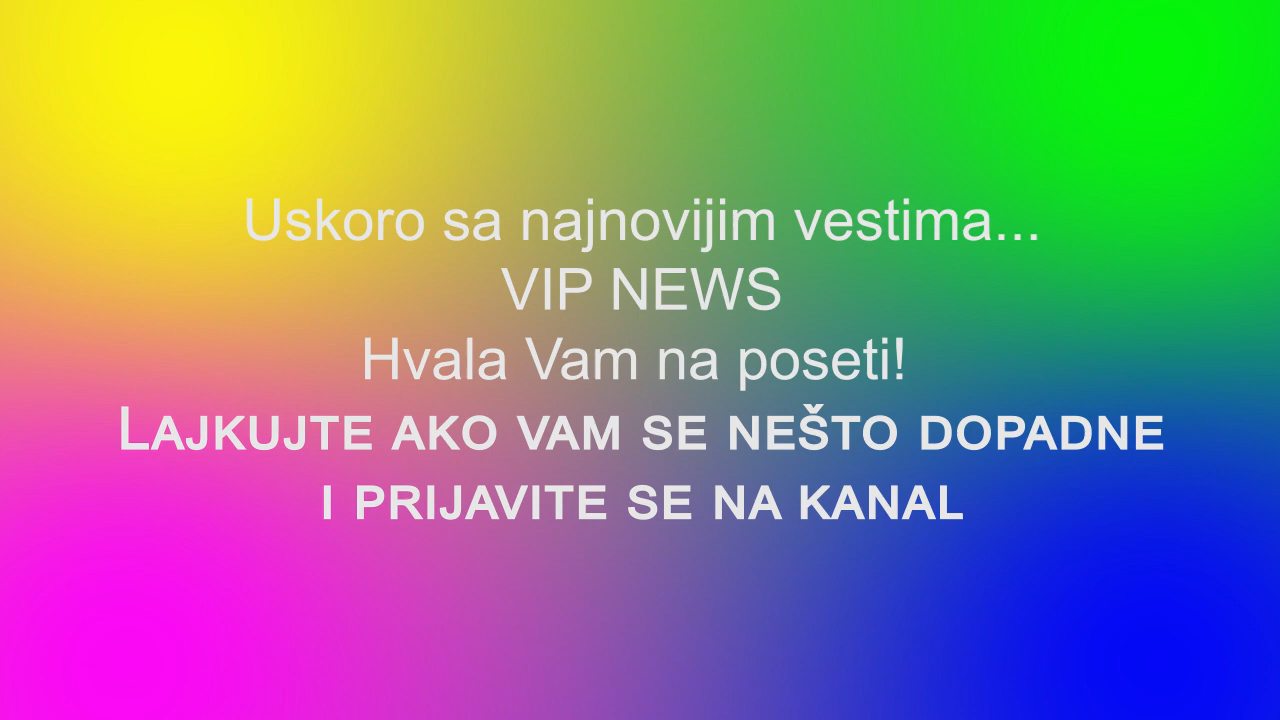 Uskoro sa najnovijim vestima...
VIP NEWS
Hvala Vam na poseti!
LAJKUJTE AKO VAM SE NEŠTO DOPADNE
I PRIJAVITE SE NA KANAL